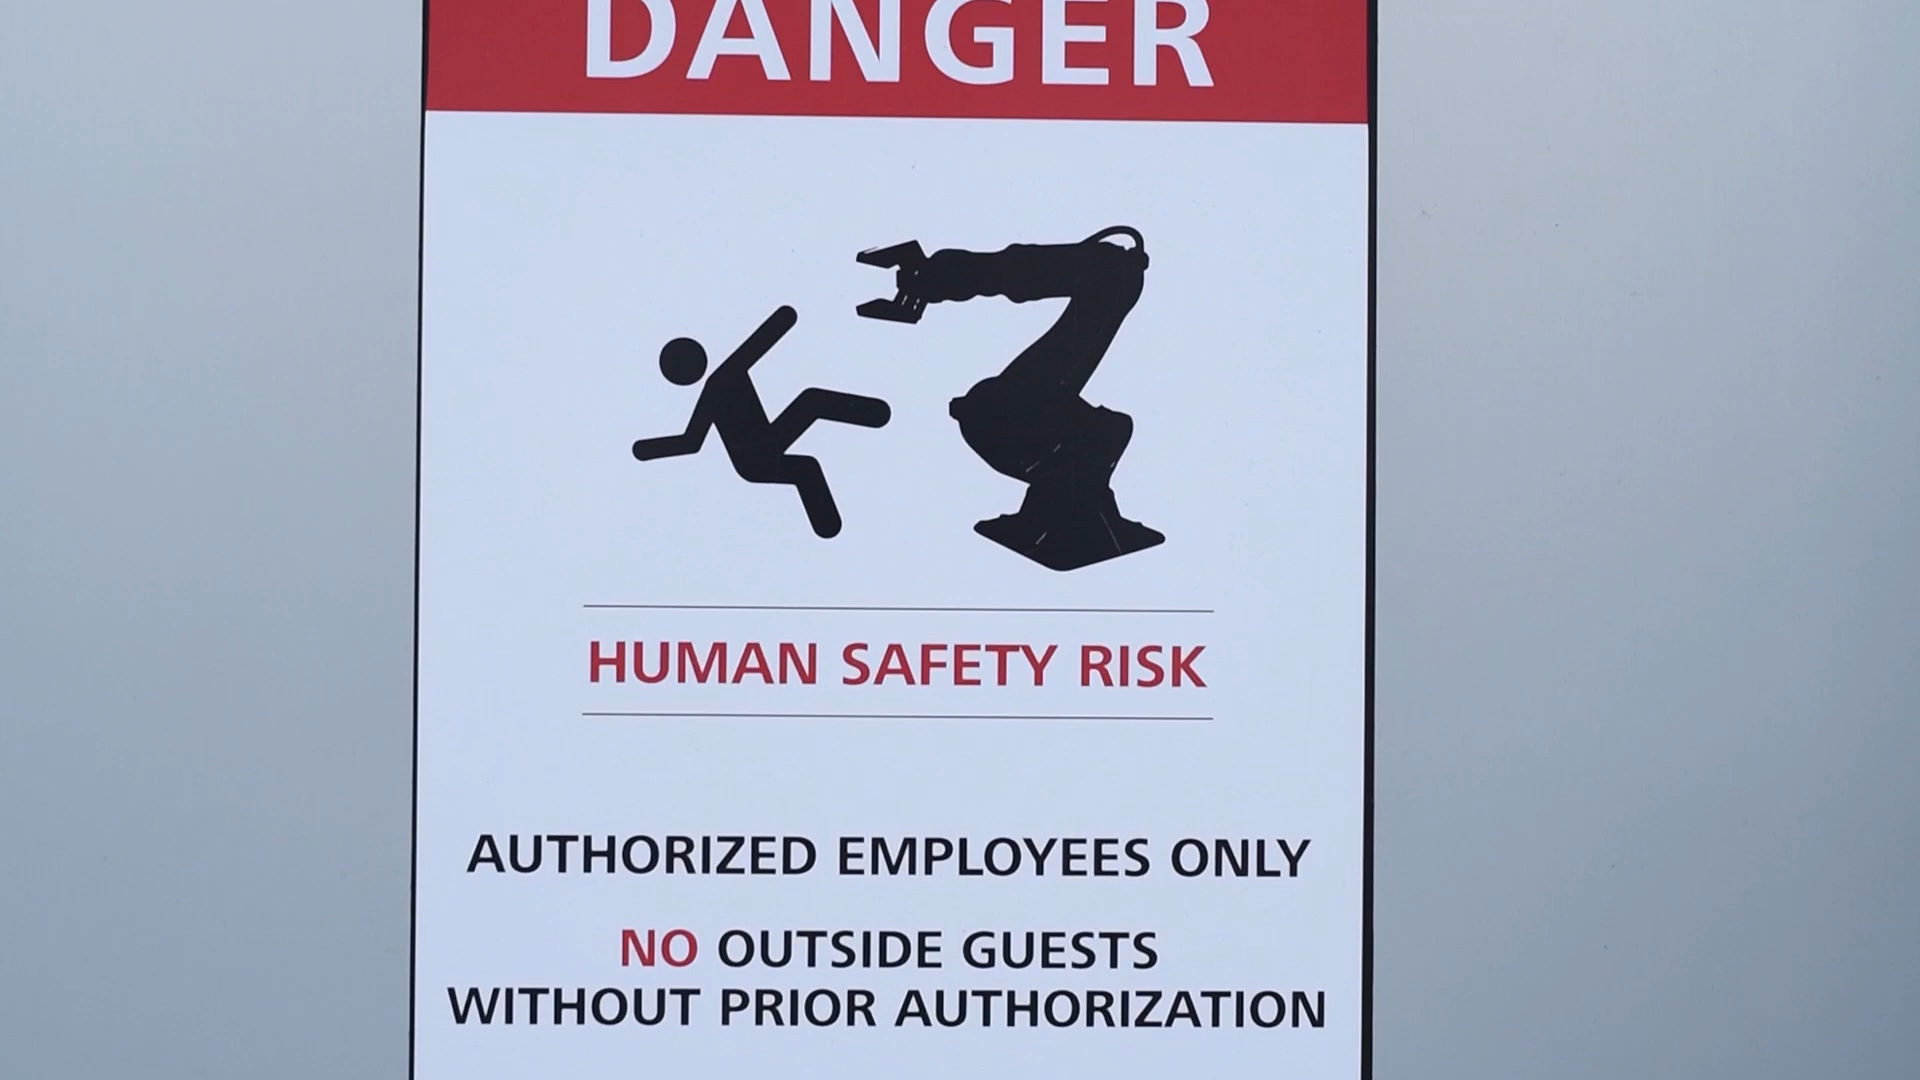 DANGER
HUMAN SAFETY RISK
AUTHORIZED EMPLOYEES ONLY
NO OUTSIDE GUESTS
WITHOUT PRIOR AUTHORIZATION